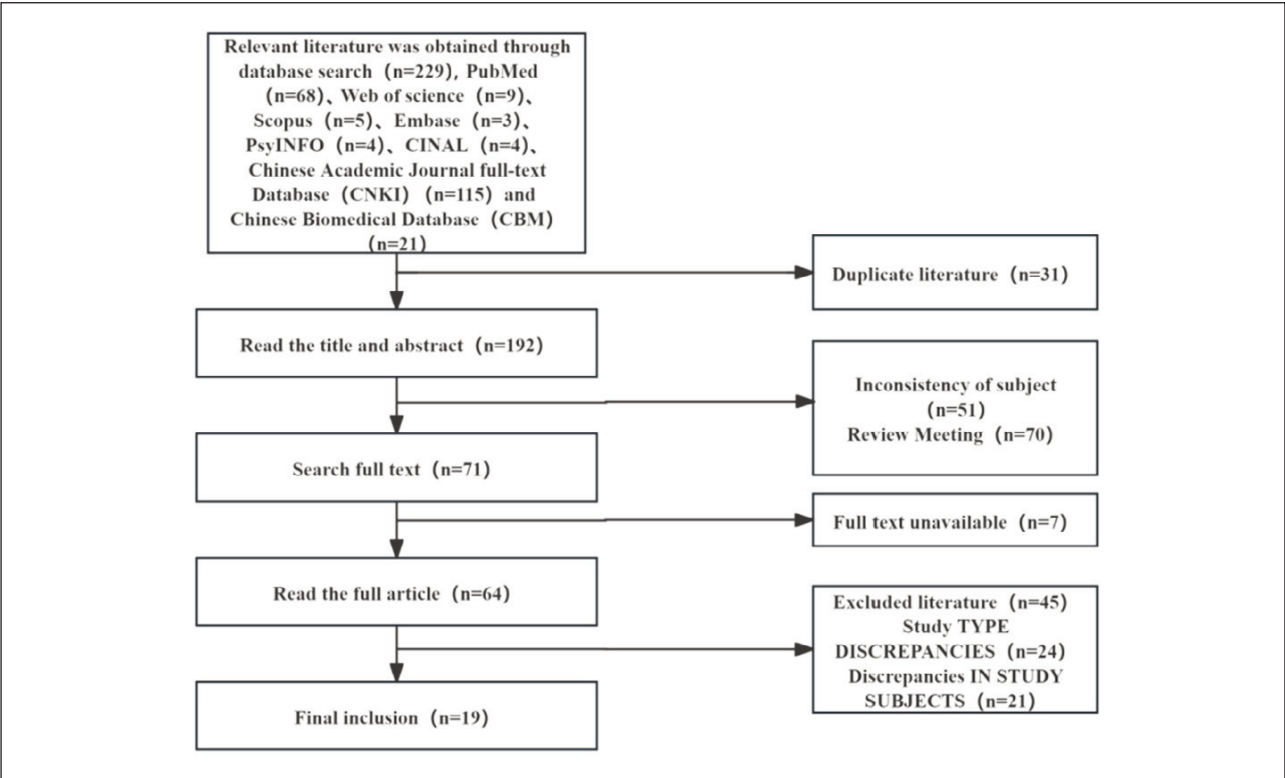 Relevant literature was obtained through
database search (n=229), PubMed
(n=68)、Web of science (n=9)、
Scopus (n=5)、Embase (n=3)、
PsyINFO (n=4)、CINAL (n=4)、
Chinese Academic Journal full-text
Database (CNKI) (n=115) and
Chinese Biomedical Database (CBM)
(n=21)
Duplicate literature (n=31)
Read the title and abstract (n=192)
Inconsistency of subject
(n=51)
Review Meeting (n=70)
Search full text (n=71)
Full text unavailable (n=7)
Read the full article (n=64)
Excluded literature (n=45)
Study TYPE
DISCREPANCIES (n=24)
Discrepancies IN STUDY
SUBJECTS (n=21)
Final inclusion (n=19)